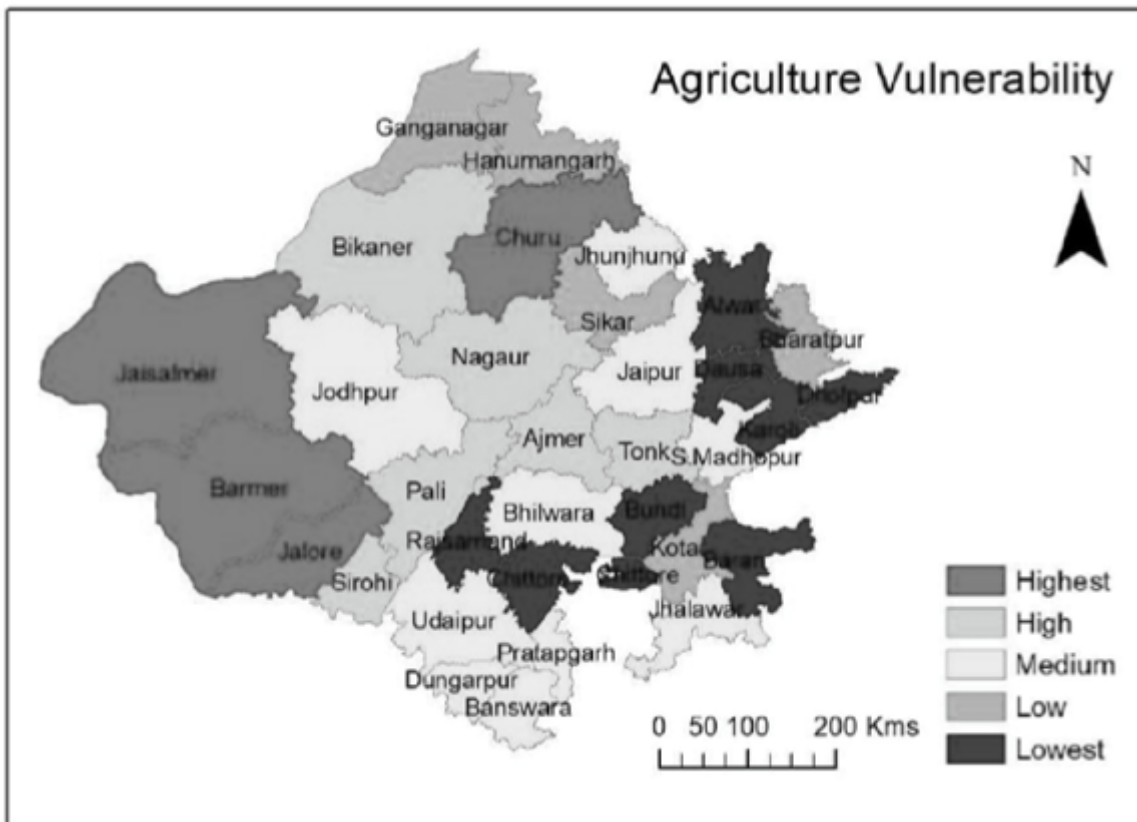 Agriculture Vulnerability
N
Ganganagar
Hanumangarh
Churu
Bikaner
Jhunjhunu
Alwar
Sikar
Bharatpur
Nagaur
Jaisalmer
Jaipur
Dausa
Jodhpur
Dholpur
Karoli
Ajmer
Tonk
S.Madhopur
Barmer
Pali
Bhilwara
Bundi
Rajsamand
Kota
Jalore
Baran
Sirohi
Chittore
Chittore
Jhalawar
Udaipur
Pratapgarh
Dungarpur
Banswara
Highest
High
Medium
Low
Lowest
0 50 100 200 Kms